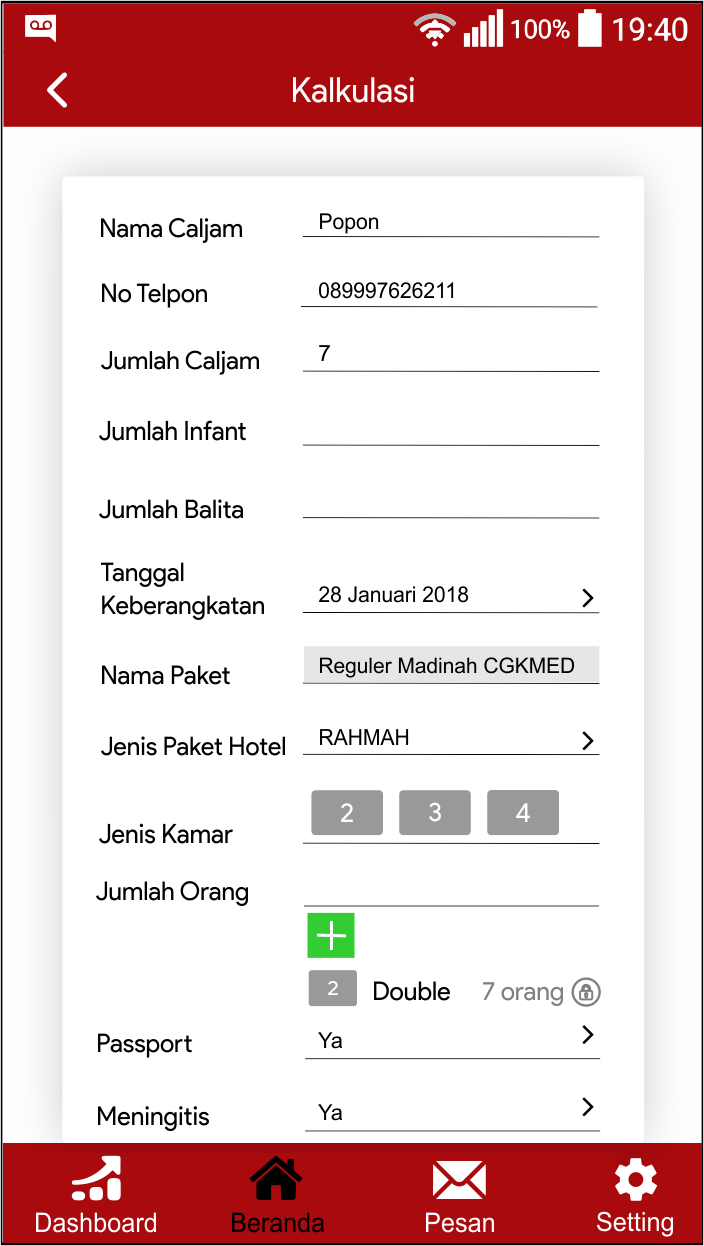 100% 19:40
Kalkulasi
Nama Caljam Popon
No Telpon 089997626211
Jumlah Caljam 7
Jumlah Infant
Jumlah Balita
Tanggal
Keberangkatan 28 Januari 2018
Nama Paket Reguler Madinah CGKMED
Jenis Paket Hotel RAHMAH
Jenis Kamar 2 3 4
Jumlah Orang
2 Double 7 orang
Passport Ya
Meningitis Ya
Dashboard Beranda Pesan Setting